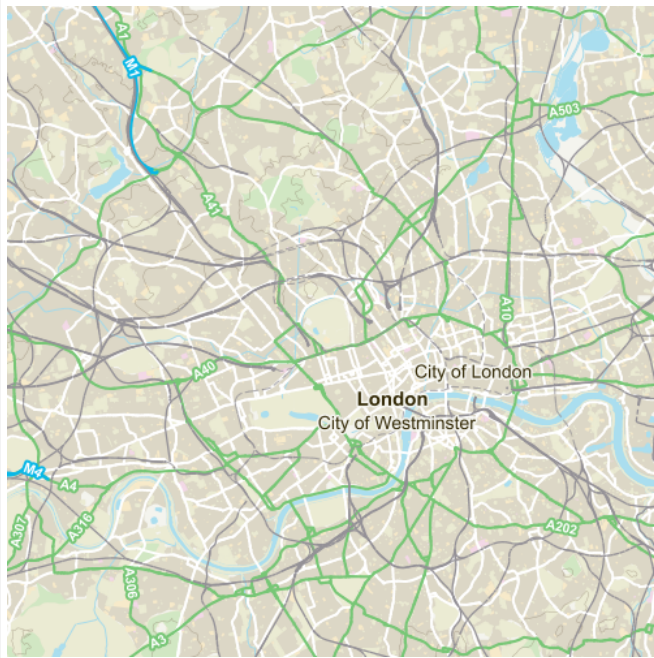 A1
M1
A503
A41
A10
A40
City of London
London
City of Westminster
M4
A4
A316
A307
A202
A306
A3